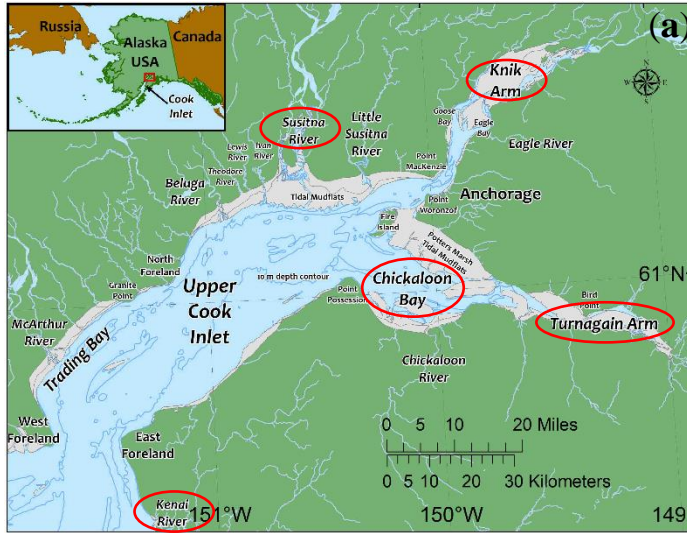 (a)
Russia
Canada
Alaska
USA
Cook
Inlet
Knik
Arm
Susitna
River
Little
Susitna
River
Goose
Bay
Eagle
Bay
Eagle River
Lewis
River
Ivan
River
Theodore
River
Beluga
River
Point
MacKenzie
Anchorage
Tidal Mudflats
Point
Woronzof
Fire
Island
Potters Marsh
Tidal Mudflats
North
Foreland
Granite
Point
10 m depth contour
61°N
Upper
Cook
Inlet
Chickaloon
Bay
Point
Possession
Bird
Point
Turnagain Arm
McArthur
River
Trading Bay
Chickaloon
River
West
Foreland
East
Foreland
0 5 10 20 Miles
0 5 10 20 30 Kilometers
Kenai
River
151°W
150°W
149